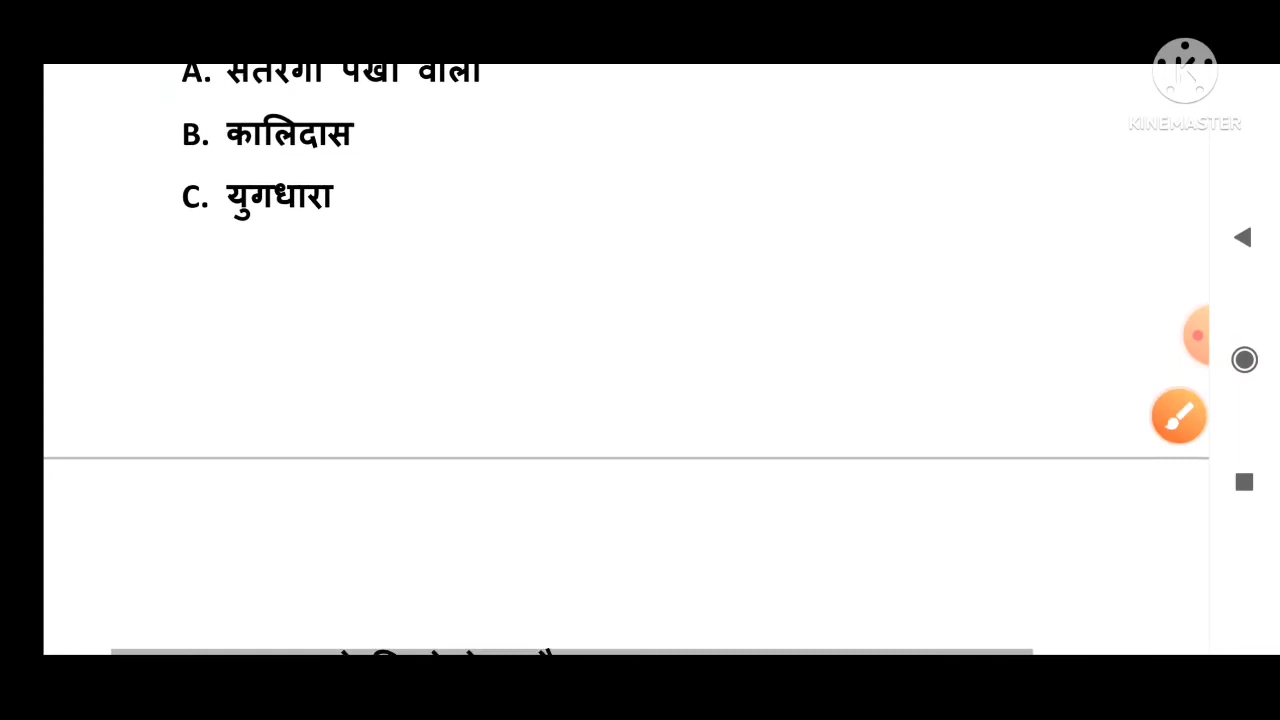 A. सतरंगी पंखों वाली
B. कालिदास
C. युगधारा
KINEMASTER